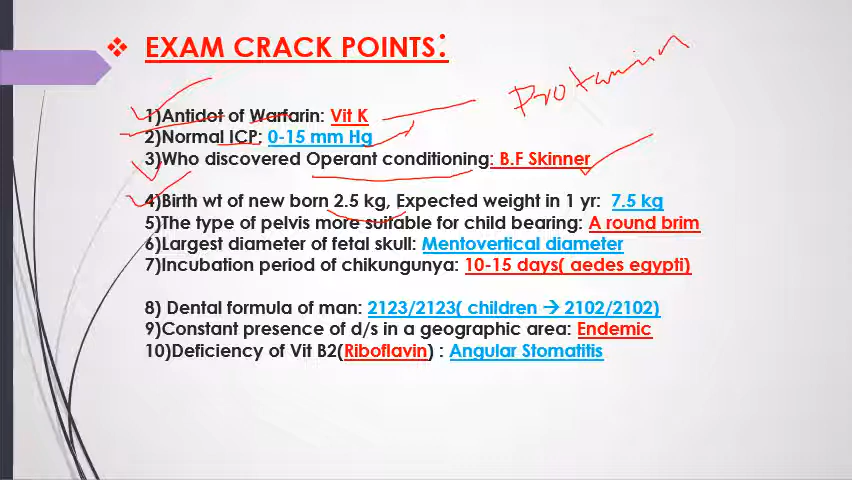 ❖ EXAM CRACK POINTS:
Protamin
1)Antidot of Warfarin: Vit K
2)Normal ICP: 0-15 mm Hg
3)Who discovered Operant conditioning: B.F Skinner
4)Birth wt of new born 2.5 kg, Expected weight in 1 yr: 7.5 kg
5)The type of pelvis more suitable for child bearing: A round brim
6)Largest diameter of fetal skull: Mentovertical diameter
7)Incubation period of chikungunya: 10-15 days( aedes egypti)
8) Dental formula of man: 2123/2123( children → 2102/2102)
9)Constant presence of d/s in a geographic area: Endemic
10)Deficiency of Vit B2(Riboflavin) : Angular Stomatitis